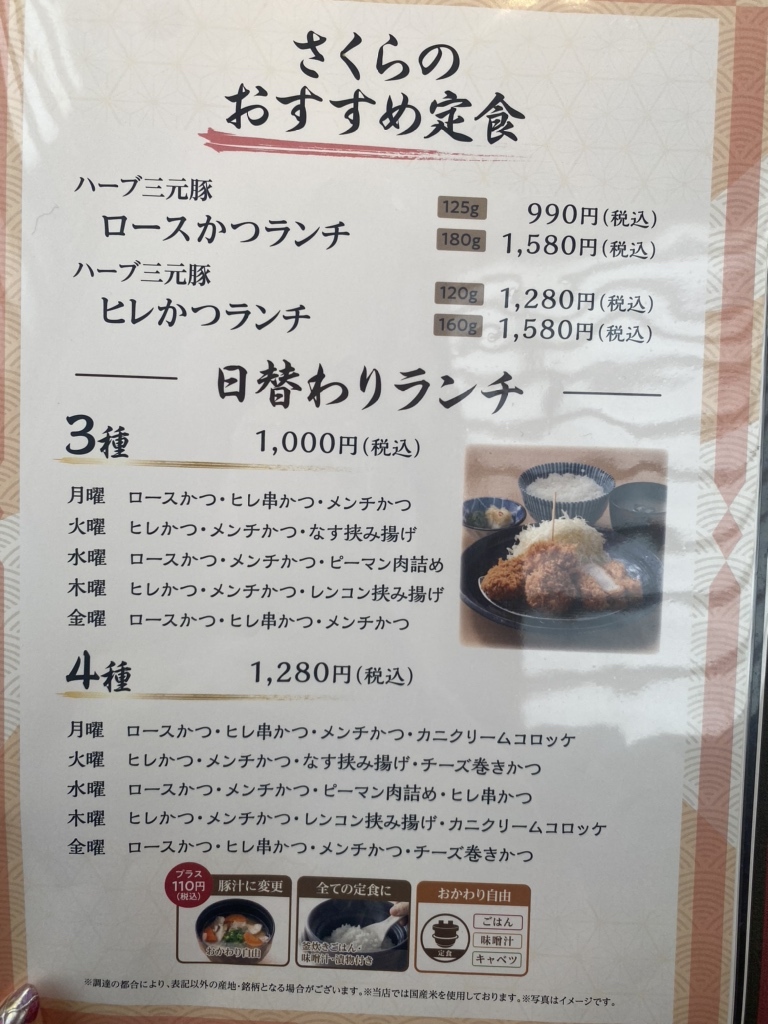 さくらの
おすすめ定食
ハーブ三元豚
ロースかつランチ
125g 990円(税込)
180g 1,580円(税込)
ハーブ三元豚
ヒレかつランチ
120g 1,280円(税込)
160g 1,580円(税込)
日替わりランチ
3種 1,000円(税込)
月曜 ロースかつ・ヒレ串かつ・メンチかつ
火曜 ヒレかつ・メンチかつ・なす挟み揚げ
水曜 ロースかつ・メンチかつ・ピーマン肉詰め
木曜 ヒレかつ・メンチかつ・レンコン挟み揚げ
金曜 ロースかつ・ヒレ串かつ・メンチかつ
4種 1,280円(税込)
月曜 ロースかつ・ヒレ串かつ・メンチかつ・カニクリームコロッケ
火曜 ヒレかつ・メンチかつ・なす挟み揚げ・チーズ巻きかつ
水曜 ロースかつ・メンチかつ・ピーマン肉詰め・ヒレ串かつ
木曜 ヒレかつ・メンチかつ・レンコン挟み揚げ・カニクリームコロッケ
金曜 ロースかつ・ヒレ串かつ・メンチかつ・チーズ巻きかつ
プラス
110円
(税込)
豚汁に変更
おかわり自由
全ての定食に
釜炊きごはん・
味噌汁・漬物付き
おかわり自由
定食
ごはん
味噌汁
キャベツ
※調達の都合により、表記以外の産地・銘柄となる場合がございます。※当店では国産米を使用しております。※写真はイメージです。